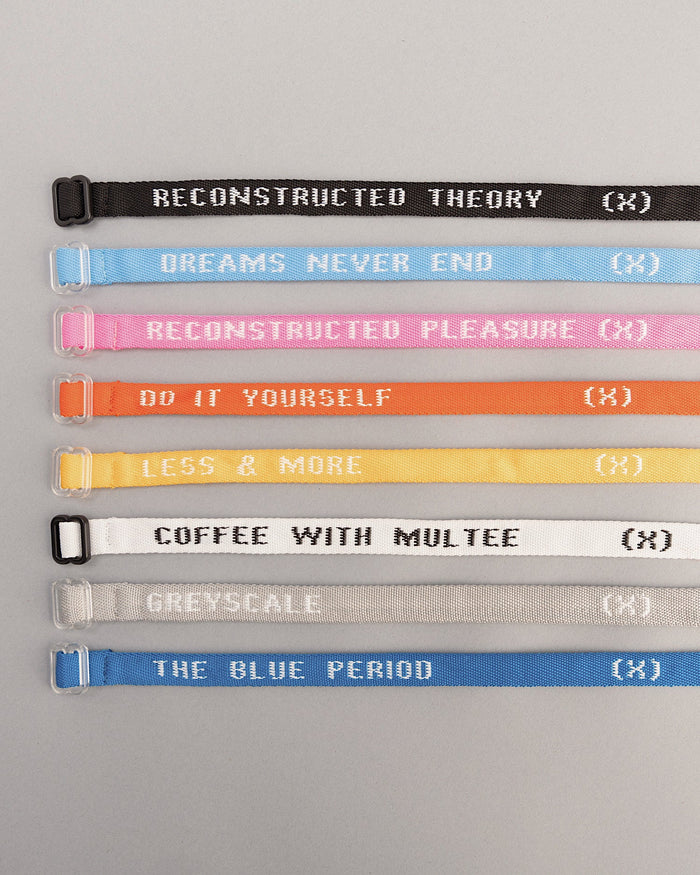 RECONSTRUCTED THEORY (X)
DREAMS NEVER END (X)
RECONSTRUCTED PLEASURE (X)
DO IT YOURSELF (X)
LESS & MORE (X)
COFFEE WITH MULTEE (X)
GREYSCALE (X)
THE BLUE PERIOD (X)